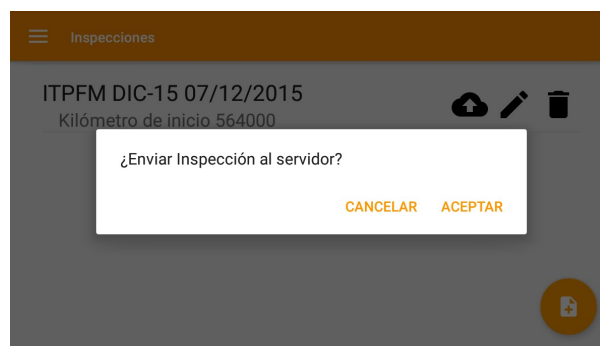 Inspecciones
ITPFM DIC-15 07/12/2015
Kilómetro de inicio 564000
¿Enviar Inspección al servidor?
CANCELAR ACEPTAR